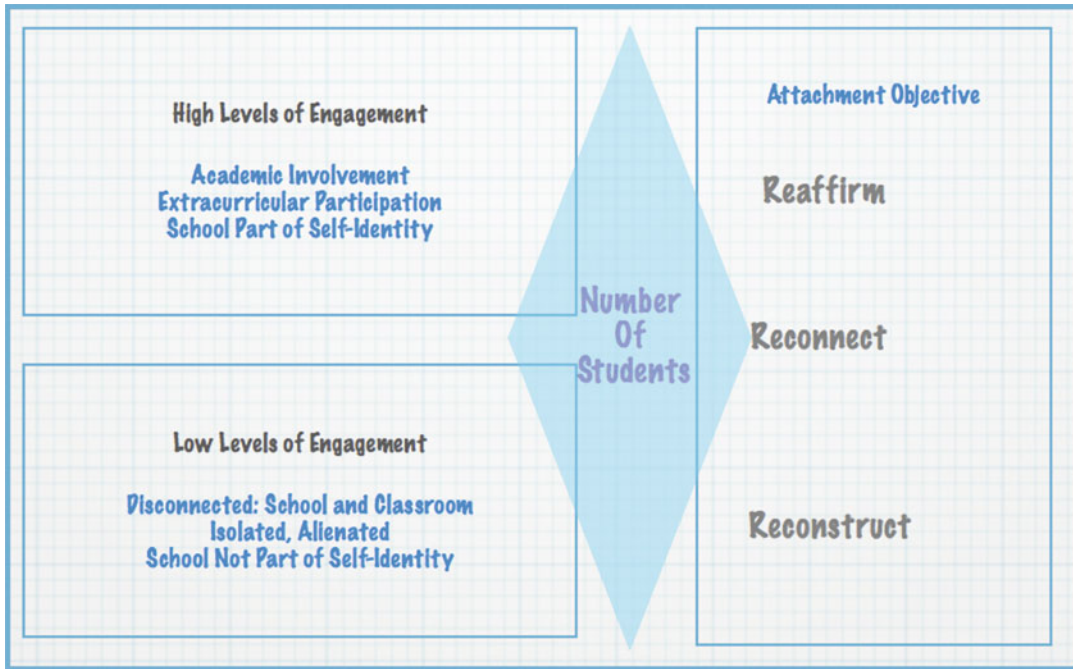 High Levels of Engagement
Academic Involvement
Extracurricular Participation
School Part of Self-Identity
Low Levels of Engagement
Disconnected: School and Classroom
Isolated, Alienated
School Not Part of Self-Identity
Number
Of
Students
Attachment Objective
Reaffirm
Reconnect
Reconstruct